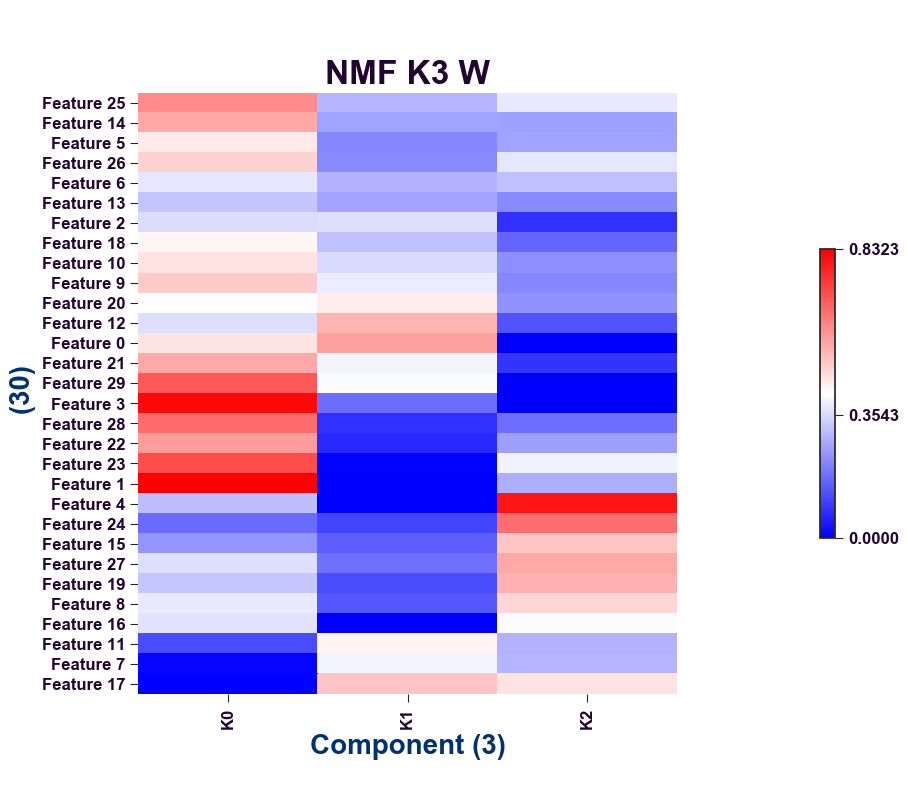 NMF K3 W
Feature 25
Feature 14
Feature 5
Feature 26
Feature 6
Feature 13
Feature 2
Feature 18
Feature 10
Feature 9
Feature 20
Feature 12
Feature 0
Feature 21
Feature 29
Feature 3
Feature 28
Feature 22
Feature 23
Feature 1
Feature 4
Feature 24
Feature 15
Feature 27
Feature 19
Feature 8
Feature 16
Feature 11
Feature 7
Feature 17
(30)
K0
K1
K2
Component (3)
0.8323
0.3543
0.0000